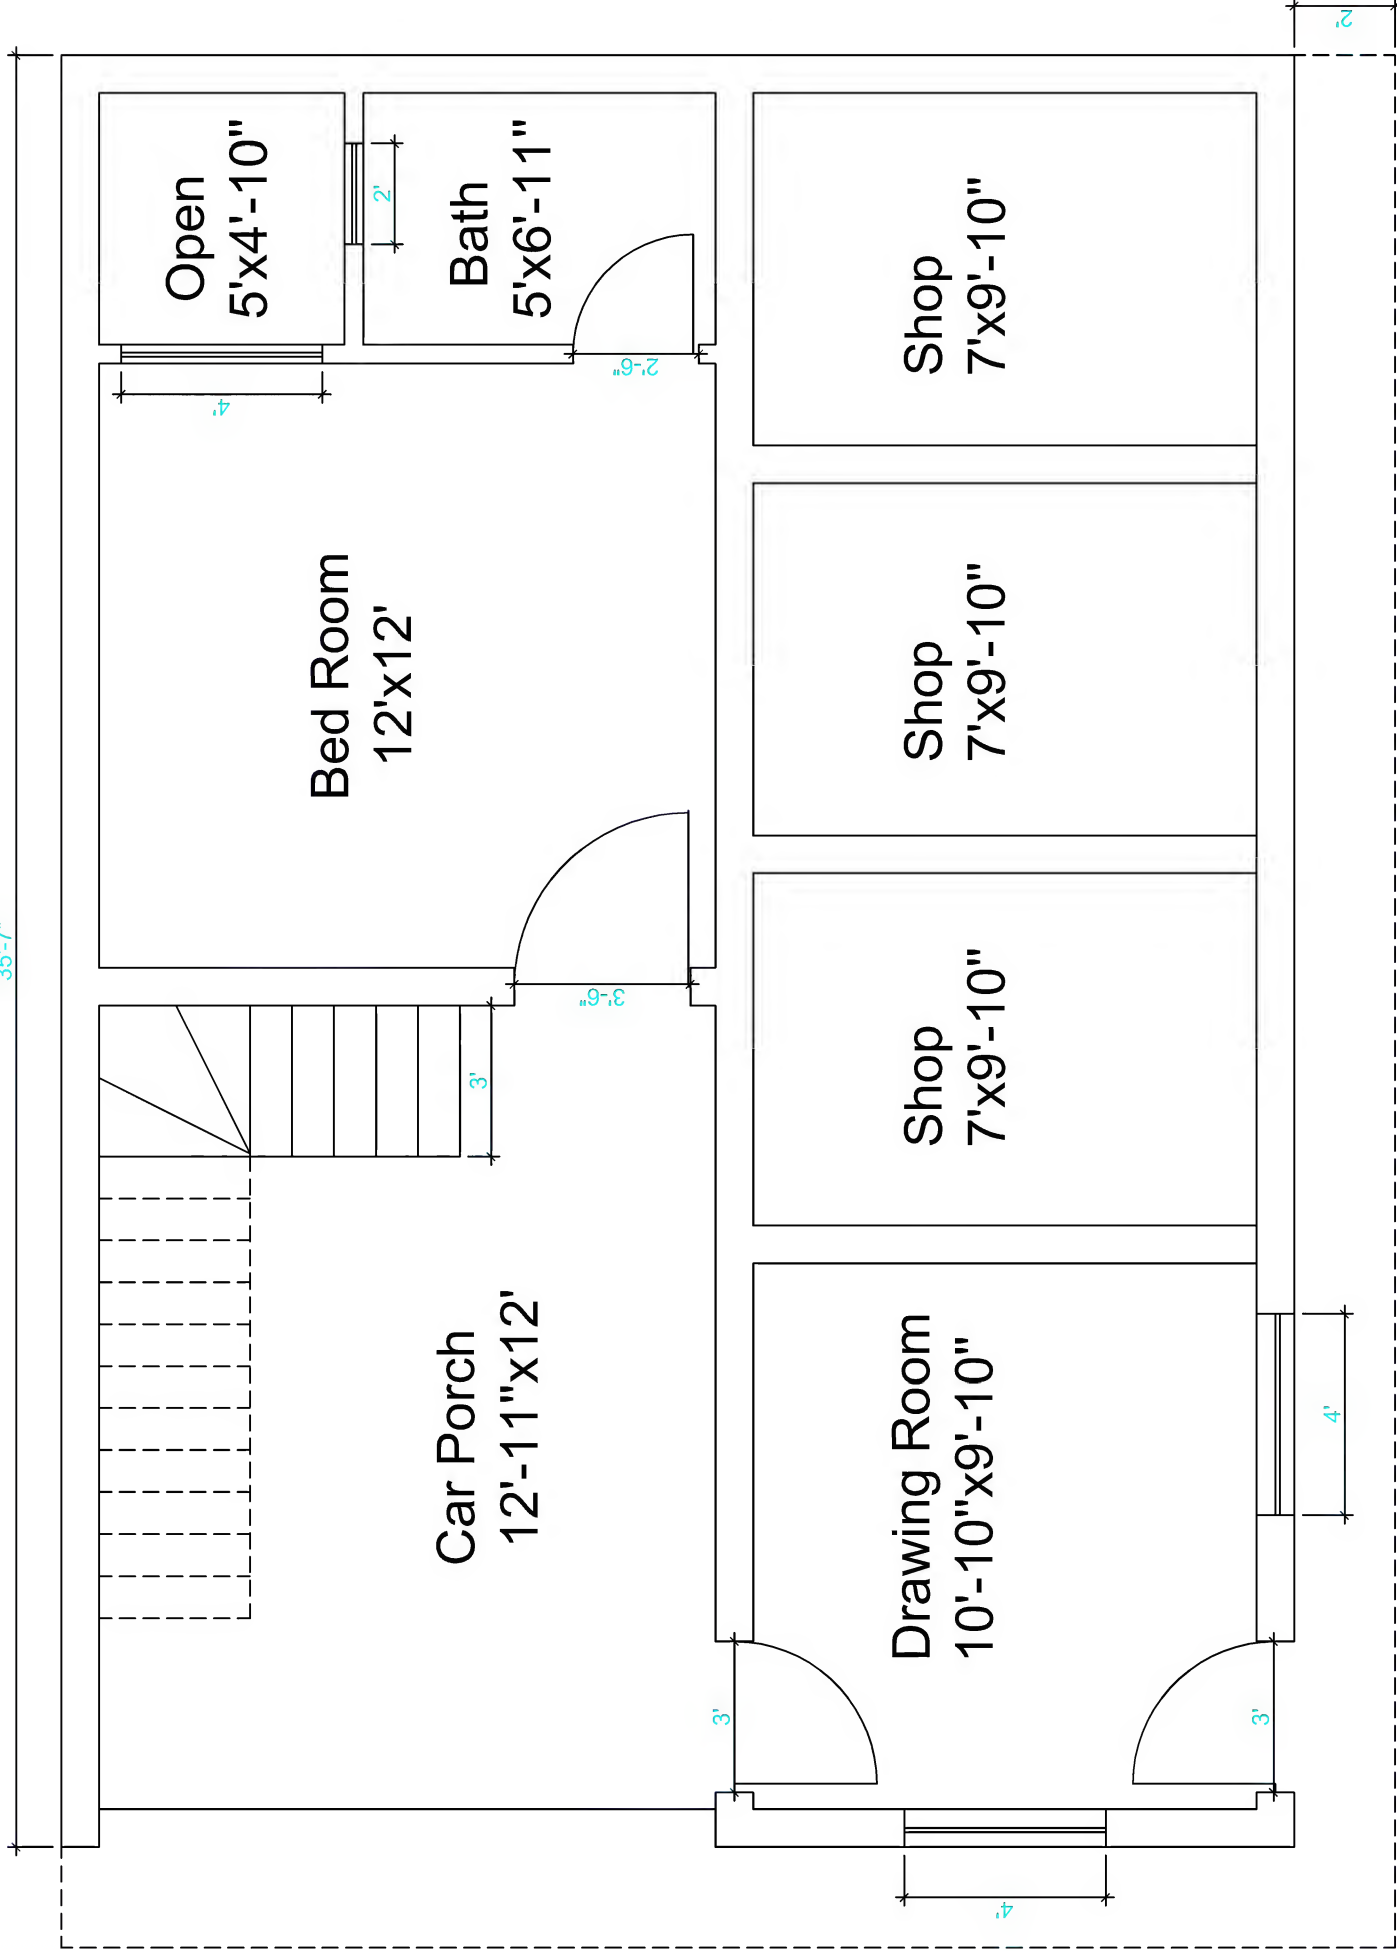 2'
35'-7"
Open
5'x4'-10"
2'
Bath
5'x6'-11"
4'
2'-6"
Shop
7'x9'-10"
Bed Room
12'x12'
Shop
7'x9'-10"
3'-6"
3'
Shop
7'x9'-10"
Car Porch
12'-11"x12'
Drawing Room
10'-10"x9'-10"
4'
3'
3'
4'